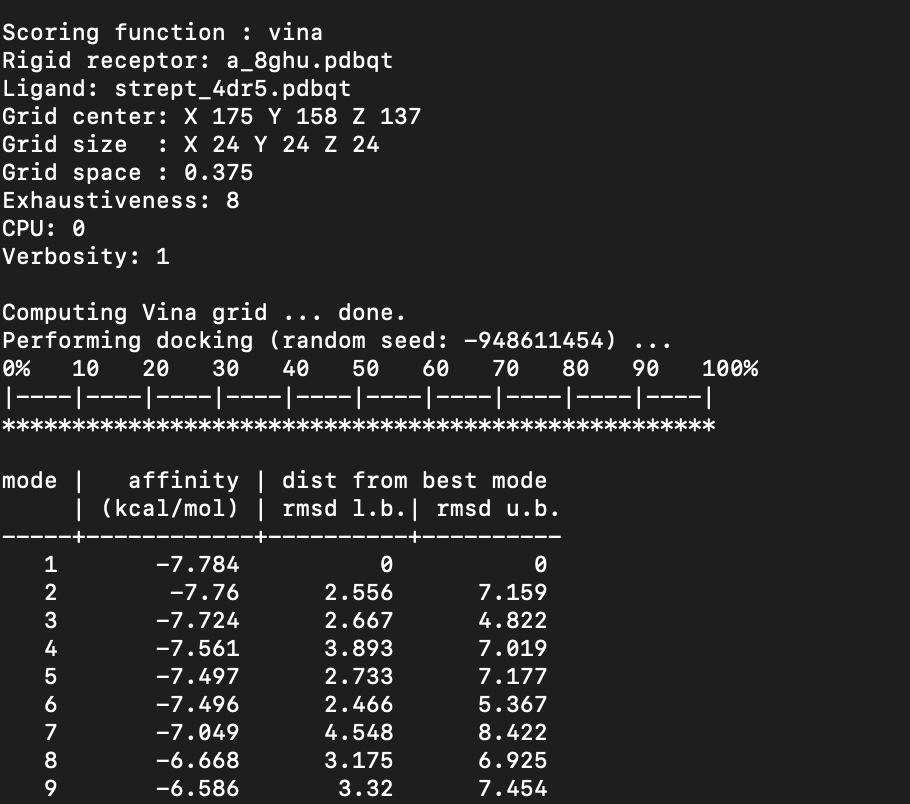 Scoring function : vina
Rigid receptor: a_8ghu.pdbqt
Ligand: strept_4dr5.pdbqt
Grid center: X 175 Y 158 Z 137
Grid size  : X 24 Y 24 Z 24
Grid space : 0.375
Exhaustiveness: 8
CPU: 0
Verbosity: 1

Computing Vina grid ... done.
Performing docking (random seed: -948611454) ...
0%   10   20   30   40   50   60   70   80   90   100%
|----|----|----|----|----|----|----|----|----|----|
***************************************************

mode |   affinity | dist from best mode
     | (kcal/mol) | rmsd l.b.| rmsd u.b.
-----+------------+----------+----------
   1       -7.784          0          0
   2        -7.76      2.556      7.159
   3       -7.724      2.667      4.822
   4       -7.561      3.893      7.019
   5       -7.497      2.733      7.177
   6       -7.496      2.466      5.367
   7       -7.049      4.548      8.422
   8       -6.668      3.175      6.925
   9       -6.586       3.32      7.454